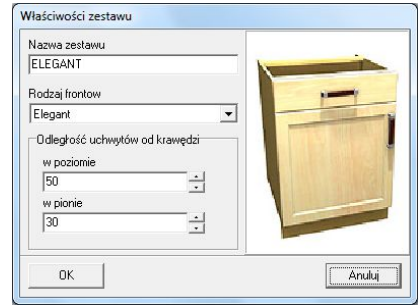 Właściwości zestawu
Nazwa zestawu
ELEGANT
Rodzaj frontow
Elegant
Odległość uchwytów od krawędzi
w poziomie
50
w pionie
30
OK
Anuluj